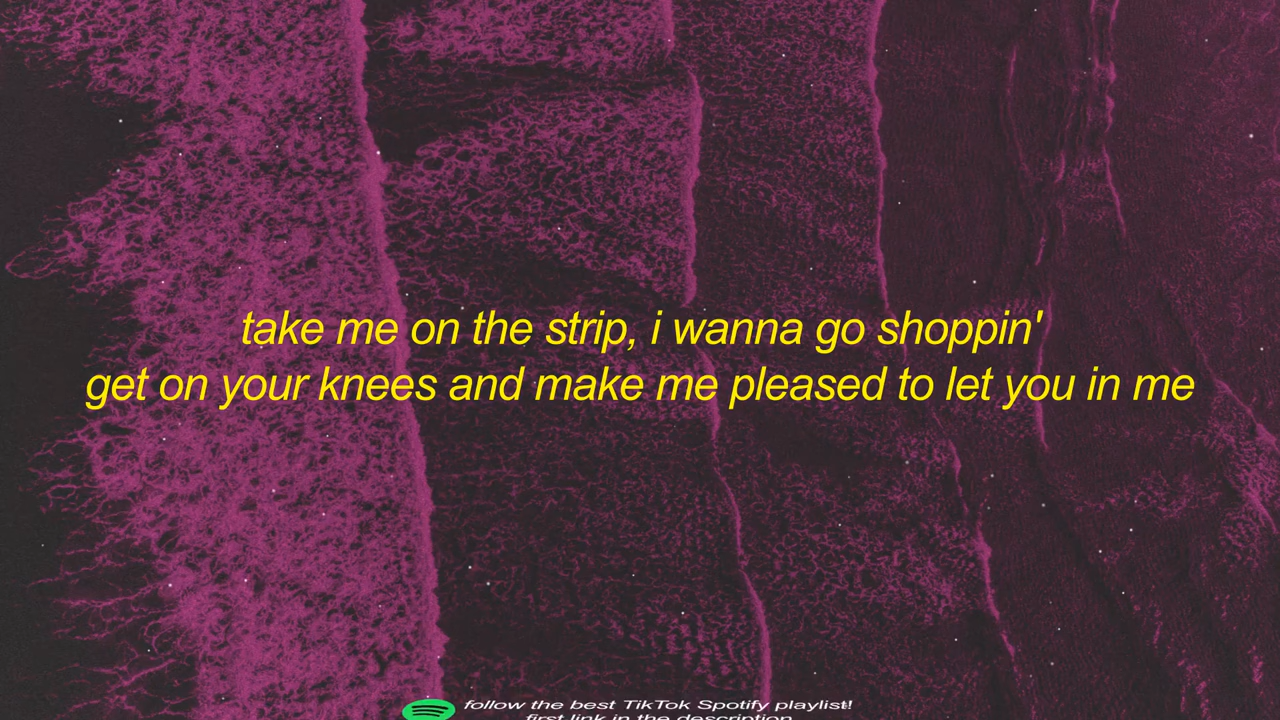 take me on the strip, i wanna go shoppin'
get on your knees and make me pleased to let you in me
follow the best TikTok Spotify playlist!
first link in the description